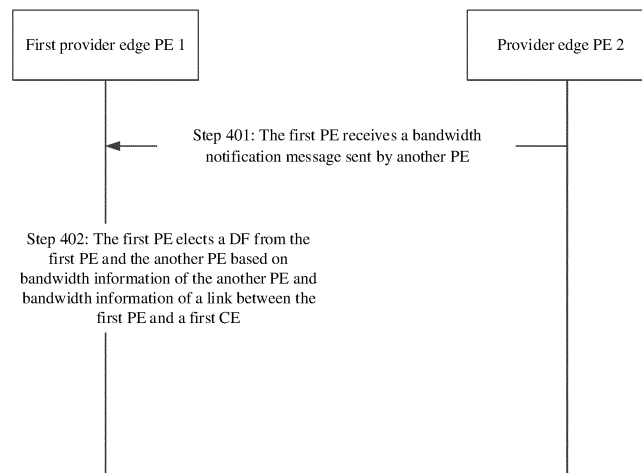 First provider edge PE 1
Provider edge PE 2
Step 401: The first PE receives a bandwidth
notification message sent by another PE
Step 402: The first PE elects a DF from the
first PE and the another PE based on
bandwidth information of the another PE and
bandwidth information of a link between the
first PE and a first CE